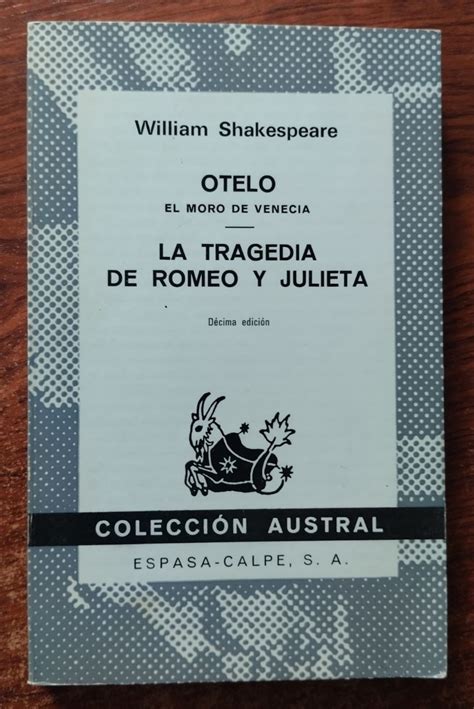 William Shakespeare
OTELO
EL MORO DE VENECIA
LA TRAGEDIA
DE ROMEO Y JULIETA
Décima edición
COLECCIÓN AUSTRAL
ESPASA-CALPE, S. A.